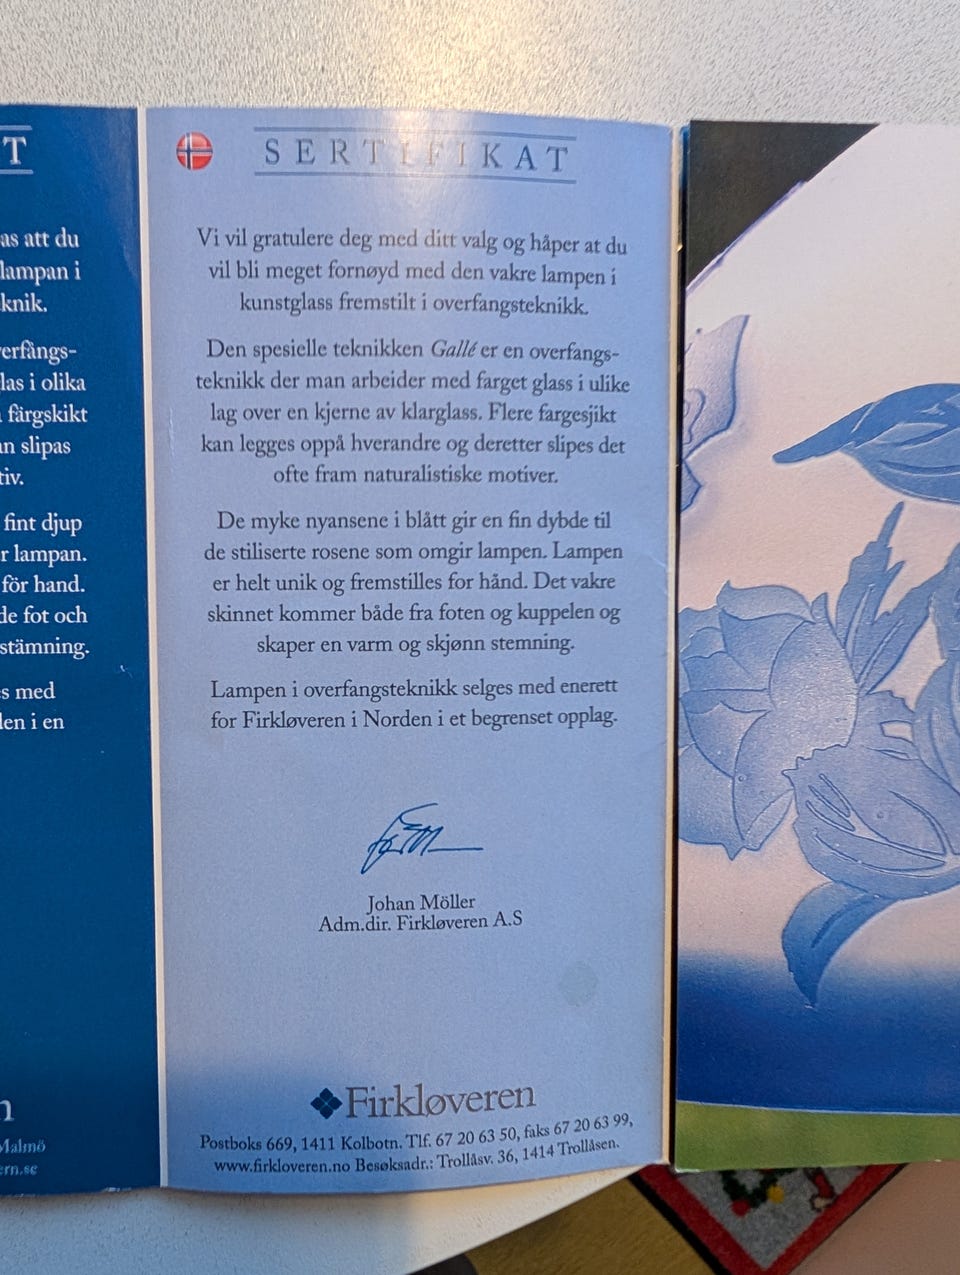 T
as att du
lampan i
knik.
erfångs-
las i olika
färgskikt
n slipas
tiv.
fint djup
r lampan.
för hand.
de fot och
stämning.
s med
len i en
n
Malmö
ern.se
SERTIFIKAT
Vi vil gratulere deg med ditt valg og håper at du
vil bli meget fornøyd med den vakre lampen i
kunstglass fremstilt i overfangsteknikk.
Den spesielle teknikken Gallé er en overfangs-
teknikk der man arbeider med farget glass i ulike
lag over en kjerne av klarglass. Flere fargesjikt
kan legges oppå hverandre og deretter slipes det
ofte fram naturalistiske motiver.
De myke nyansene i blått gir en fin dybde til
de stiliserte rosene som omgir lampen. Lampen
er helt unik og fremstilles for hånd. Det vakre
skinnet kommer både fra foten og kuppelen og
skaper en varm og skjønn stemning.
Lampen i overfangsteknikk selges med enerett
for Firkløveren i Norden i et begrenset opplag.
Johan Möller
Adm.dir. Firkløveren A.S
Firkløveren
Postboks 669, 1411 Kolbotn. Tlf. 67 20 63 50, faks 67 20 63 99,
www.firkloveren.no Besøksadr.: Trollåsv. 36, 1414 Trollåsen.